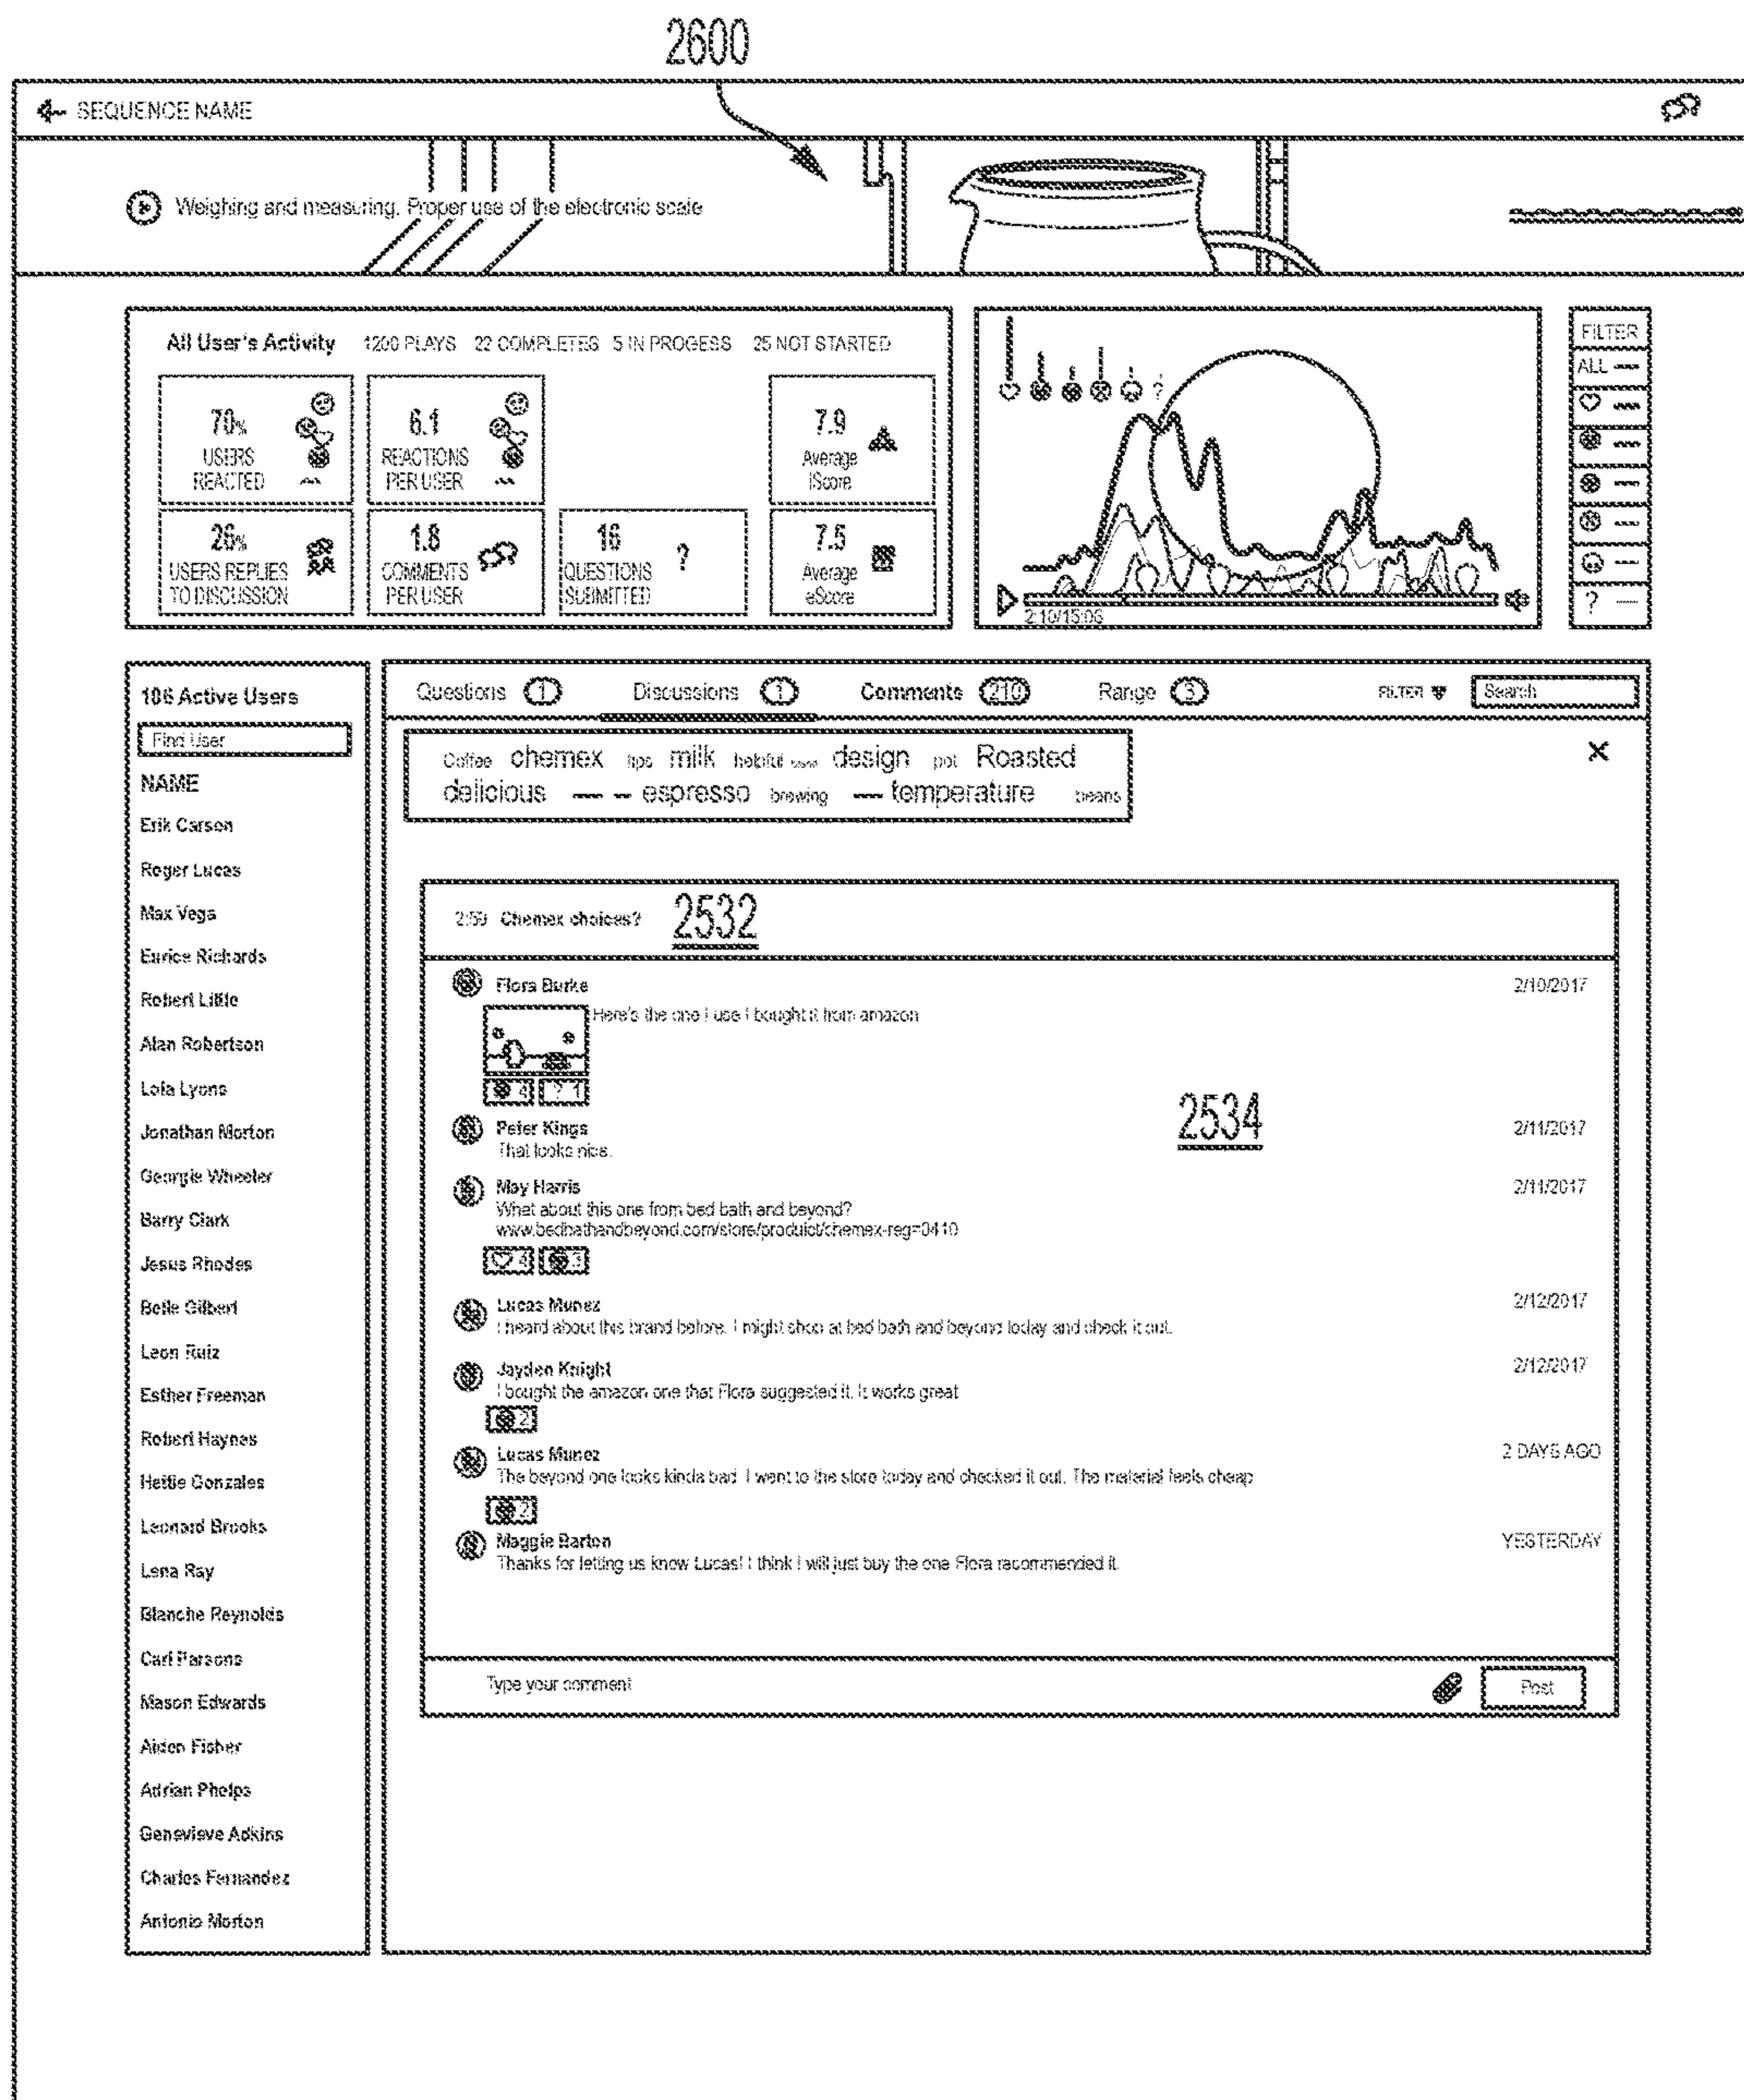 2600
SEQUENCE NAME
Weighing and measuring. Proper use of the electronic scale
All User's Activity 1200 PLAYS 22 COMPLETES 5 IN PROGESS 25 NOT STARTED
70%
USERS
REACTED
6.1
REACTIONS
PER USER
7.9
Average
iScore
26%
USERS REPLIES
TO DISCUSSION
1.8
COMMENTS
PER USER
16
QUESTIONS
SUBMITTED
?
7.5
Average
eScore
?
2:10/15:06
FILTER
ALL
?
106 Active Users
Find User
NAME
Erik Carson
Roger Lucas
Max Vega
Eurice Richards
Robert Little
Alan Robertson
Lola Lyons
Jonathan Morton
Georgie Wheeler
Barry Clark
Jesus Rhodes
Belle Gilbert
Leon Ruiz
Esther Freeman
Robert Haynes
Hettie Gonzales
Leonard Brooks
Lena Ray
Blanche Reynolds
Carl Parsons
Mason Edwards
Aiden Fisher
Adrian Phelps
Genevieve Adkins
Charles Fernandez
Antonio Morton
Questions 1 Discussions 1 Comments 210 Range 3 FILTER Search
Coffee chemex tips milk helpful design pot Roasted
delicious espresso brewing temperature beans
2:59 Chemex choices? 2532
Flora Burke 2/10/2017
Here's the one I use I bought it from amazon
4 ? 1
2534
Peter Kings 2/11/2017
That looks nice.
May Harris 2/11/2017
What about this one from bed bath and beyond?
www.bedbathandbeyond.com/store/produict/chemex-reg=0410
4 3
Lucas Munez 2/12/2017
I heard about this brand before. I might shop at bed bath and beyond today and check it out.
Jayden Knight 2/12/2017
I bought the amazon one that Flora suggested it. It works great
2
Lucas Munez 2 DAYS AGO
The beyond one looks kinda bad. I went to the store today and checked it out. The material feels cheap
2
Maggie Barton YESTERDAY
Thanks for letting us know Lucas! I think I will just buy the one Flora recommended it.
Type your comment Post